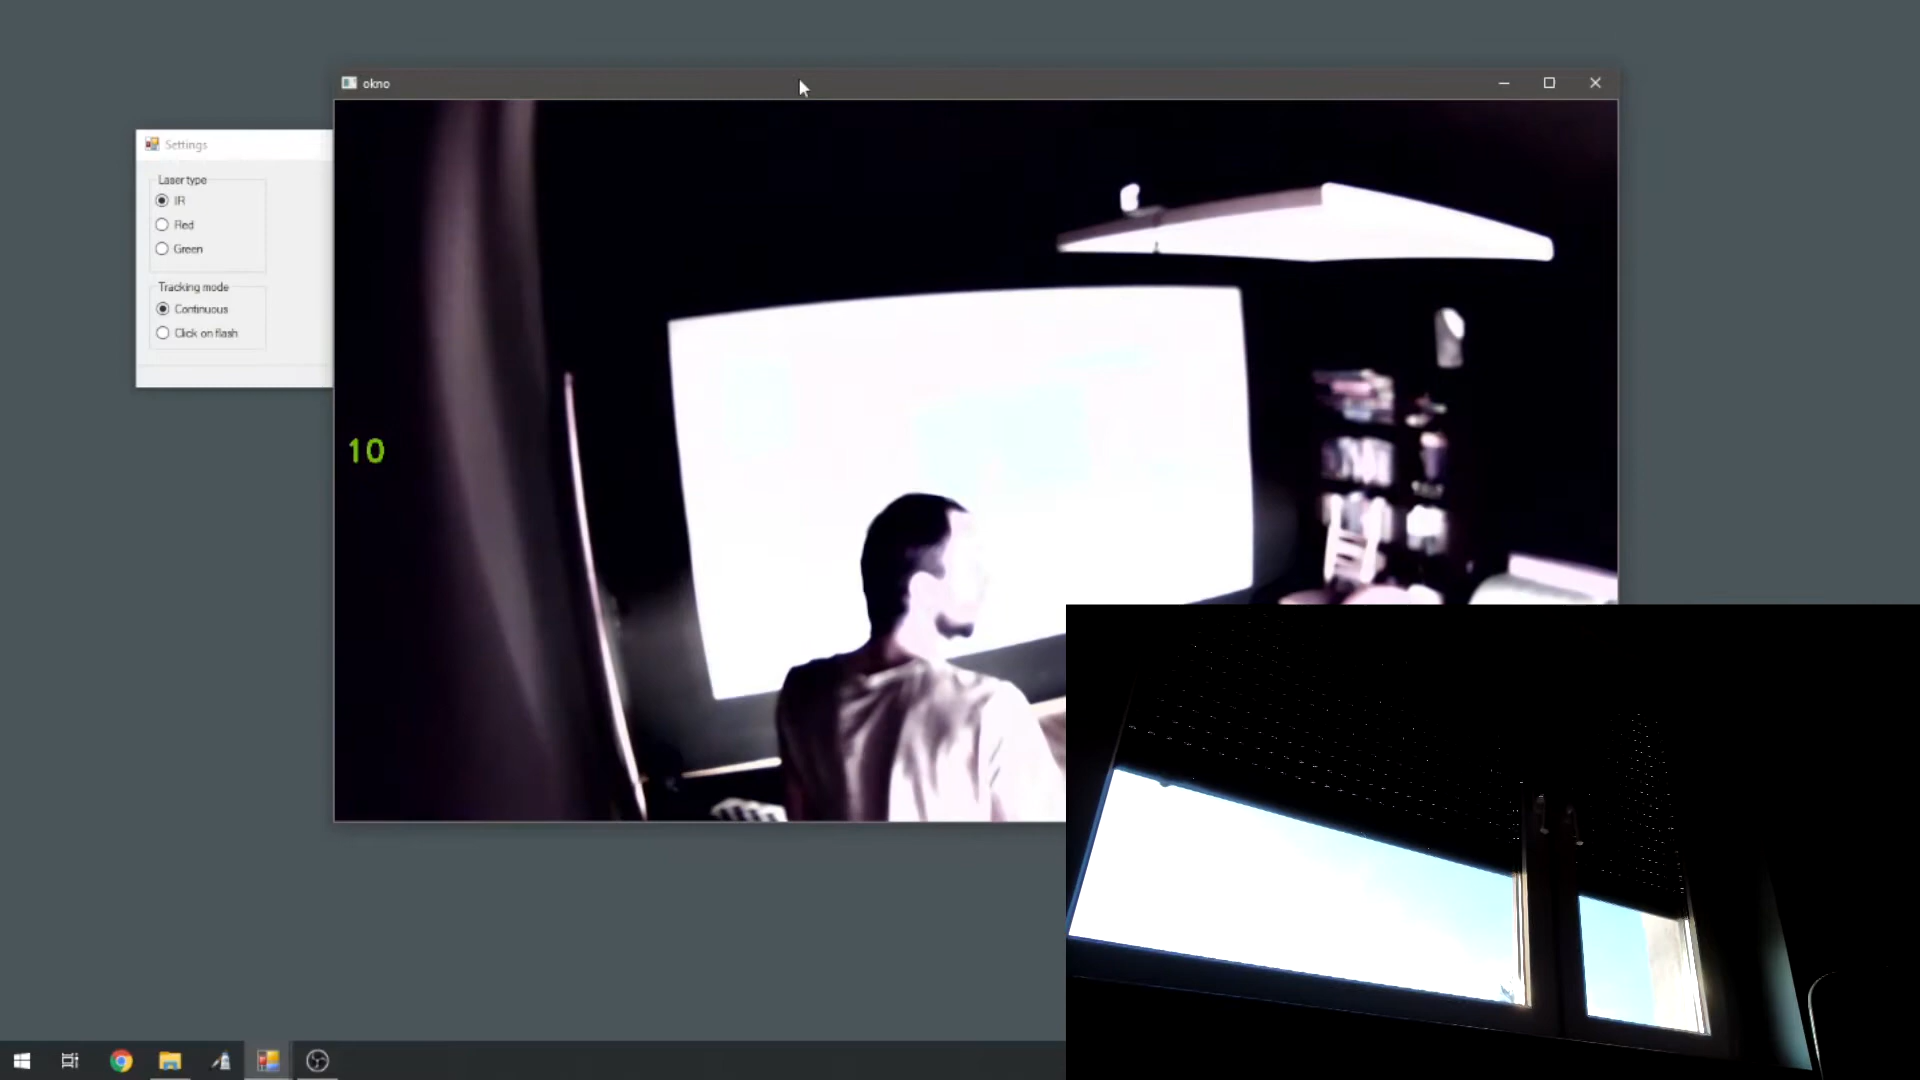 okno
Settings
Laser type
IR
Red
Green
Tracking mode
Continuous
Click on flash
10